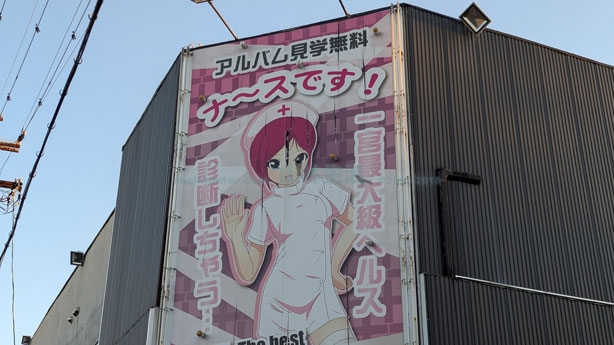 アルバム見学無料
ナ〜スです！
一宮最大級ヘルス
診断しちゃう…
The best